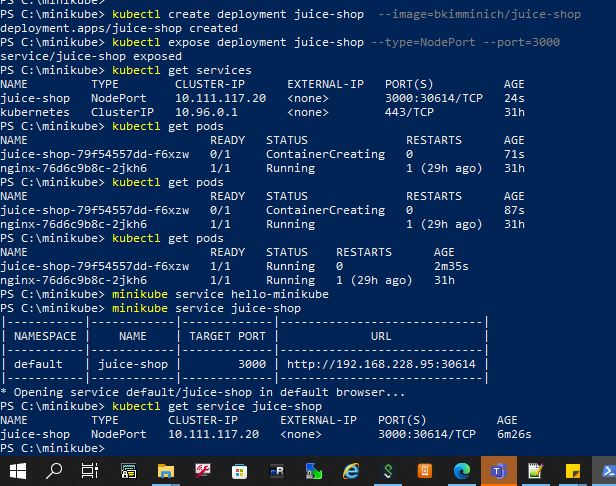 PS C:\minikube>
PS C:\minikube> kubectl create deployment juice-shop --image=bkimminich/juice-shop
deployment.apps/juice-shop created
PS C:\minikube> kubectl expose deployment juice-shop --type=NodePort --port=3000
service/juice-shop exposed
PS C:\minikube> kubectl get services
NAME TYPE CLUSTER-IP EXTERNAL-IP PORT(S) AGE
juice-shop NodePort 10.111.117.20 <none> 3000:30614/TCP 24s
kubernetes ClusterIP 10.96.0.1 <none> 443/TCP 31h
PS C:\minikube> kubectl get pods
NAME READY STATUS RESTARTS AGE
juice-shop-79f54557dd-f6xzw 0/1 ContainerCreating 0 71s
nginx-76d6c9b8c-2jkh6 1/1 Running 1 (29h ago) 31h
PS C:\minikube> kubectl get pods
NAME READY STATUS RESTARTS AGE
juice-shop-79f54557dd-f6xzw 0/1 ContainerCreating 0 87s
nginx-76d6c9b8c-2jkh6 1/1 Running 1 (29h ago) 31h
PS C:\minikube> kubectl get pods
NAME READY STATUS RESTARTS AGE
juice-shop-79f54557dd-f6xzw 1/1 Running 0 2m35s
nginx-76d6c9b8c-2jkh6 1/1 Running 1 (29h ago) 31h
PS C:\minikube> minikube service hello-minikube
PS C:\minikube> minikube service juice-shop
|-----------|------------|-------------|-----------------------------|
| NAMESPACE | NAME | TARGET PORT | URL |
|-----------|------------|-------------|-----------------------------|
| default | juice-shop | 3000 | http://192.168.228.95:30614 |
|-----------|------------|-------------|-----------------------------|
* Opening service default/juice-shop in default browser...
PS C:\minikube> kubectl get service juice-shop
NAME TYPE CLUSTER-IP EXTERNAL-IP PORT(S) AGE
juice-shop NodePort 10.111.117.20 <none> 3000:30614/TCP 6m26s
PS C:\minikube>